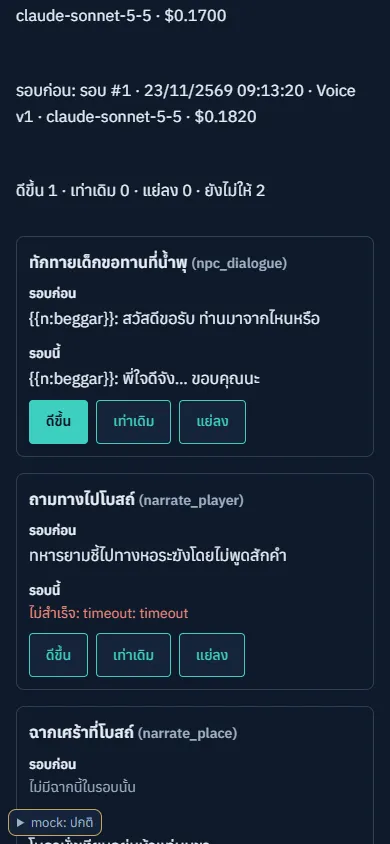 claude-sonnet-5-5 · $0.1700
รอบก่อน: รอบ #1 · 23/11/2569 09:13:20 · Voice
v1 · claude-sonnet-5-5 · $0.1820
ดีขึ้น 1 · เท่าเดิม 0 · แย่ลง 0 · ยังไม่ให้ 2
ทักทายเด็กขอทานที่น้ำพุ (npc_dialogue)
รอบก่อน
{{n:beggar}}: สวัสดีขอรับ ท่านมาจากไหนหรือ
รอบนี้
{{n:beggar}}: พี่ใจดีจัง… ขอบคุณนะ
ดีขึ้น เท่าเดิม แย่ลง
ถามทางไปโบสถ์ (narrate_player)
รอบก่อน
ทหารยามชี้ไปทางหอระฆังโดยไม่พูดสักคำ
รอบนี้
ไม่สำเร็จ: timeout: timeout
ดีขึ้น เท่าเดิม แย่ลง
ฉากเศร้าที่โบสถ์ (narrate_place)
รอบก่อน
ไม่มีฉากนี้ในรอบนั้น
▶ mock: ปกติ